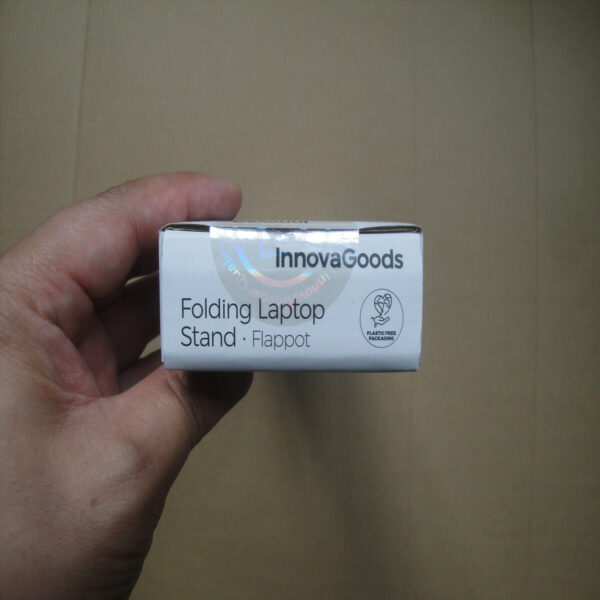 InnovaGoods
Folding Laptop
Stand · Flappot
PLASTIC FREE
PACKAGING